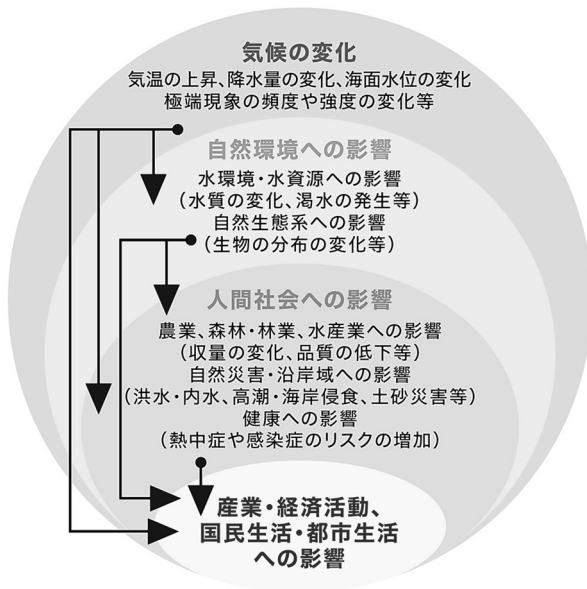 気候の変化
気温の上昇、降水量の変化、海面水位の変化
極端現象の頻度や強度の変化等
自然環境への影響
水環境・水資源への影響
(水質の変化、渇水の発生等)
自然生態系への影響
(生物の分布の変化等)
人間社会への影響
農業、森林・林業、水産業への影響
(収量の変化、品質の低下等)
自然災害・沿岸域への影響
(洪水・内水、高潮・海岸侵食、土砂災害等)
健康への影響
(熱中症や感染症のリスクの増加)
産業・経済活動、
国民生活・都市生活
への影響